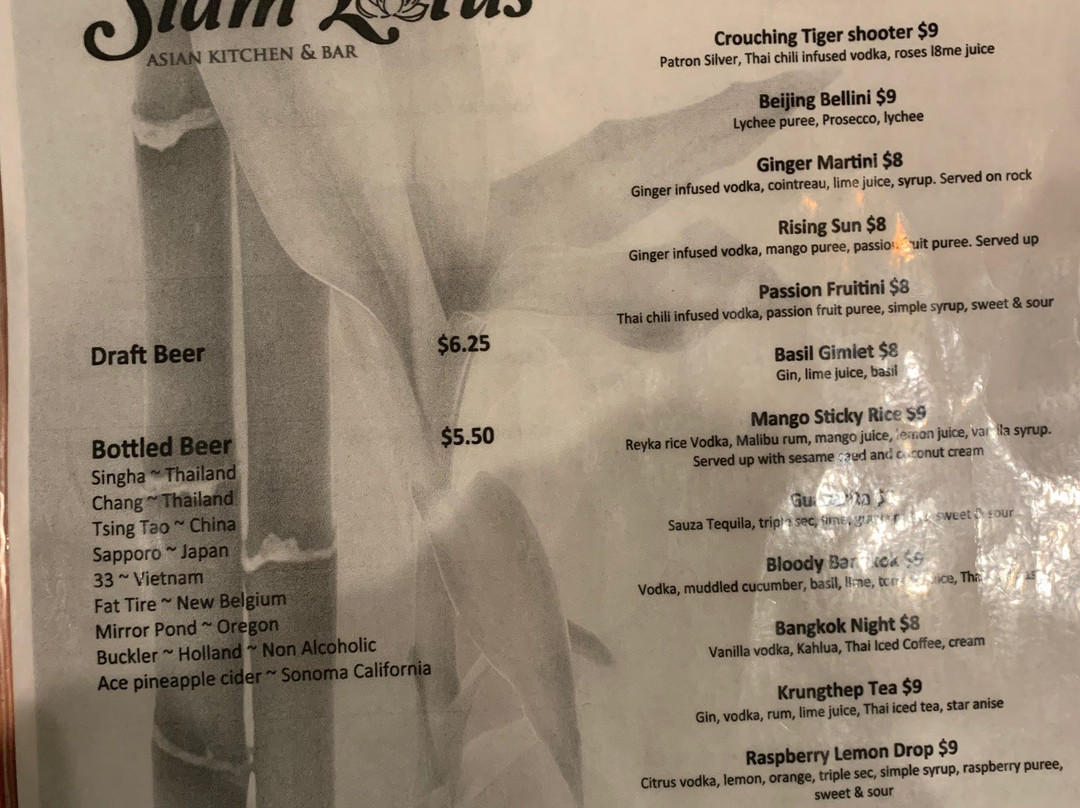 Siam Lotus
ASIAN KITCHEN & BAR
Draft Beer $6.25
Bottled Beer $5.50
Singha ~ Thailand
Chang ~ Thailand
Tsing Tao ~ China
Sapporo ~ Japan
33 ~ Vietnam
Fat Tire ~ New Belgium
Mirror Pond ~ Oregon
Buckler ~ Holland ~ Non Alcoholic
Ace pineapple cider ~ Sonoma California
Crouching Tiger shooter $9
Patron Silver, Thai chili infused vodka, roses l8me juice
Beijing Bellini $9
Lychee puree, Prosecco, lychee
Ginger Martini $8
Ginger infused vodka, cointreau, lime juice, syrup. Served on rock
Rising Sun $8
Ginger infused vodka, mango puree, passion fruit puree. Served up
Passion Fruitini $8
Thai chili infused vodka, passion fruit puree, simple syrup, sweet & sour
Basil Gimlet $8
Gin, lime juice, basil
Mango Sticky Rice $9
Reyka rice Vodka, Malibu rum, mango juice, lemon juice, vanilla syrup.
Served up with sesame seed and coconut cream
Sauza Tequila, triple sec, lime, sweet & sour
Bloody Bangkok $9
Vodka, muddled cucumber, basil, lime,
Bangkok Night $8
Vanilla vodka, Kahlua, Thai Iced Coffee, cream
Krungthep Tea $9
Gin, vodka, rum, lime juice, Thai iced tea, star anise
Raspberry Lemon Drop $9
Citrus vodka, lemon, orange, triple sec, simple syrup, raspberry puree,
sweet & sour